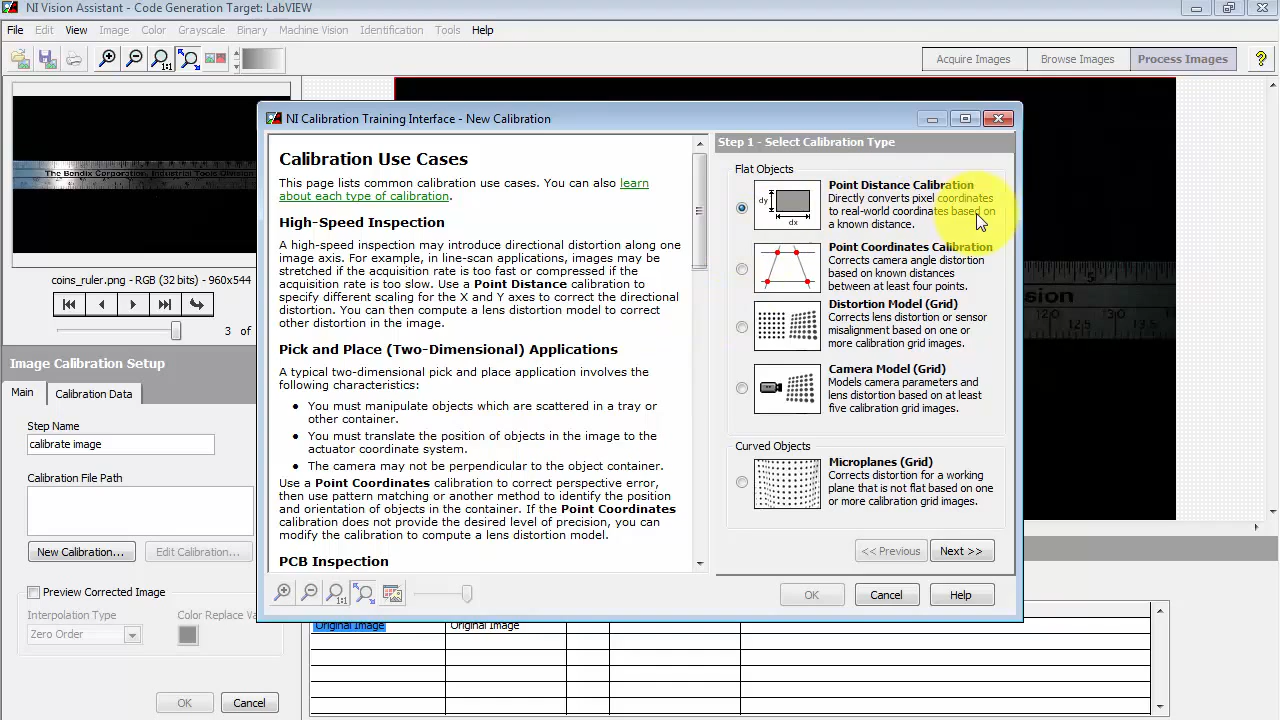 NI Vision Assistant - Code Generation Target: LabVIEW
File Edit View Image Color Grayscale Binary Machine Vision Identification Tools Help
1:1
Acquire Images Browse Images Process Images ?
The Bendix Corporation, Industrial Tools Division
coins_ruler.png - RGB (32 bits) - 960x544
3 of
Image Calibration Setup
Main Calibration Data
Step Name
calibrate image
Calibration File Path
New Calibration... Edit Calibration...
Preview Corrected Image
Interpolation Type Color Replace Va
Zero Order
OK Cancel
NI Calibration Training Interface - New Calibration
Calibration Use Cases
This page lists common calibration use cases. You can also learn
about each type of calibration.
High-Speed Inspection
A high-speed inspection may introduce directional distortion along one
image axis. For example, in line-scan applications, images may be
stretched if the acquisition rate is too fast or compressed if the
acquisition rate is too slow. Use a Point Distance calibration to
specify different scaling for the X and Y axes to correct the directional
distortion. You can then compute a lens distortion model to correct
other distortion in the image.
Pick and Place (Two-Dimensional) Applications
A typical two-dimensional pick and place application involves the
following characteristics:
• You must manipulate objects which are scattered in a tray or
other container.
• You must translate the position of objects in the image to the
actuator coordinate system.
• The camera may not be perpendicular to the object container.
Use a Point Coordinates calibration to correct perspective error,
then use pattern matching or another method to identify the position
and orientation of objects in the container. If the Point Coordinates
calibration does not provide the desired level of precision, you can
modify the calibration to compute a lens distortion model.
PCB Inspection
1:1
Step 1 - Select Calibration Type
Flat Objects
dy
dx
Point Distance Calibration
Directly converts pixel coordinates
to real-world coordinates based on
a known distance.
Point Coordinates Calibration
Corrects camera angle distortion
based on known distances
between at least four points.
Distortion Model (Grid)
Corrects lens distortion or sensor
misalignment based on one or
more calibration grid images.
Camera Model (Grid)
Models camera parameters and
lens distortion based on at least
five calibration grid images.
Curved Objects
Microplanes (Grid)
Corrects distortion for a working
plane that is not flat based on one
or more calibration grid images.
<< Previous Next >>
OK Cancel Help
5
ision
120 130
12.5 13.5
Original Image Original Image